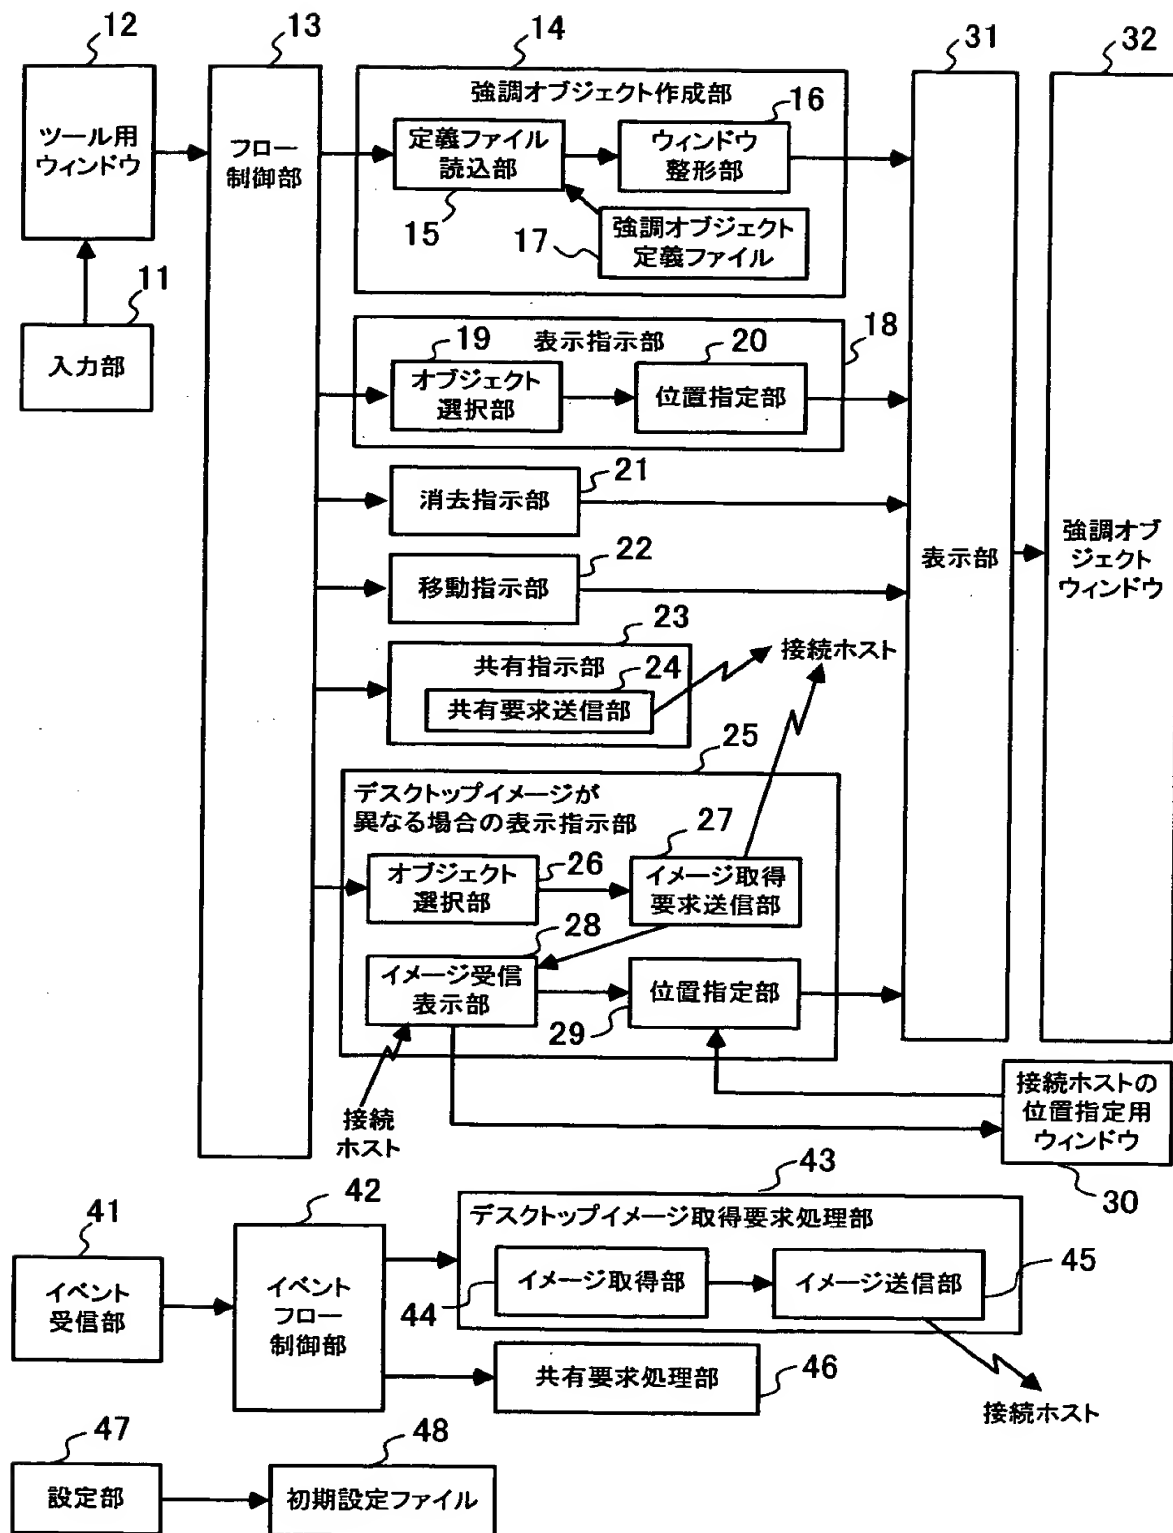 12
13
14
31
32
ツール用
ウィンドウ
フロー
制御部
強調オブジェクト作成部
16
定義ファイル
読込部
ウィンドウ
整形部
15
17
強調オブジェクト
定義ファイル
11
入力部
18
表示指示部
19
20
オブジェクト
選択部
位置指定部
21
消去指示部
22
移動指示部
表示部
強調オブ
ジェクト
ウィンドウ
23
共有指示部
24
共有要求送信部
接続ホスト
25
デスクトップイメージが
異なる場合の表示指示部
27
オブジェクト
選択部
26
イメージ取得
要求送信部
28
イメージ受信
表示部
位置指定部
29
接続
ホスト
接続ホストの
位置指定用
ウィンドウ
30
41
42
43
デスクトップイメージ取得要求処理部
イベント
受信部
イベント
フロー
制御部
イメージ取得部
44
イメージ送信部
45
共有要求処理部
46
接続ホスト
47
48
設定部
初期設定ファイル